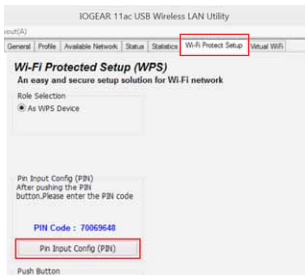 IOGEAR 11ac USB Wireless LAN Utility
General Profile Available Network Status Statistics Wi-Fi Protect Setup Virtual WiFi
Wi-Fi Protected Setup (WPS)
An easy and secure setup solution for Wi-Fi network
Role Selection
As WPS Device
Pin Input Config (PIN)
After pushing the PIN
button.Please enter the PIN code
PIN Code : 70069648
Pin Input Config (PIN)
Push Button